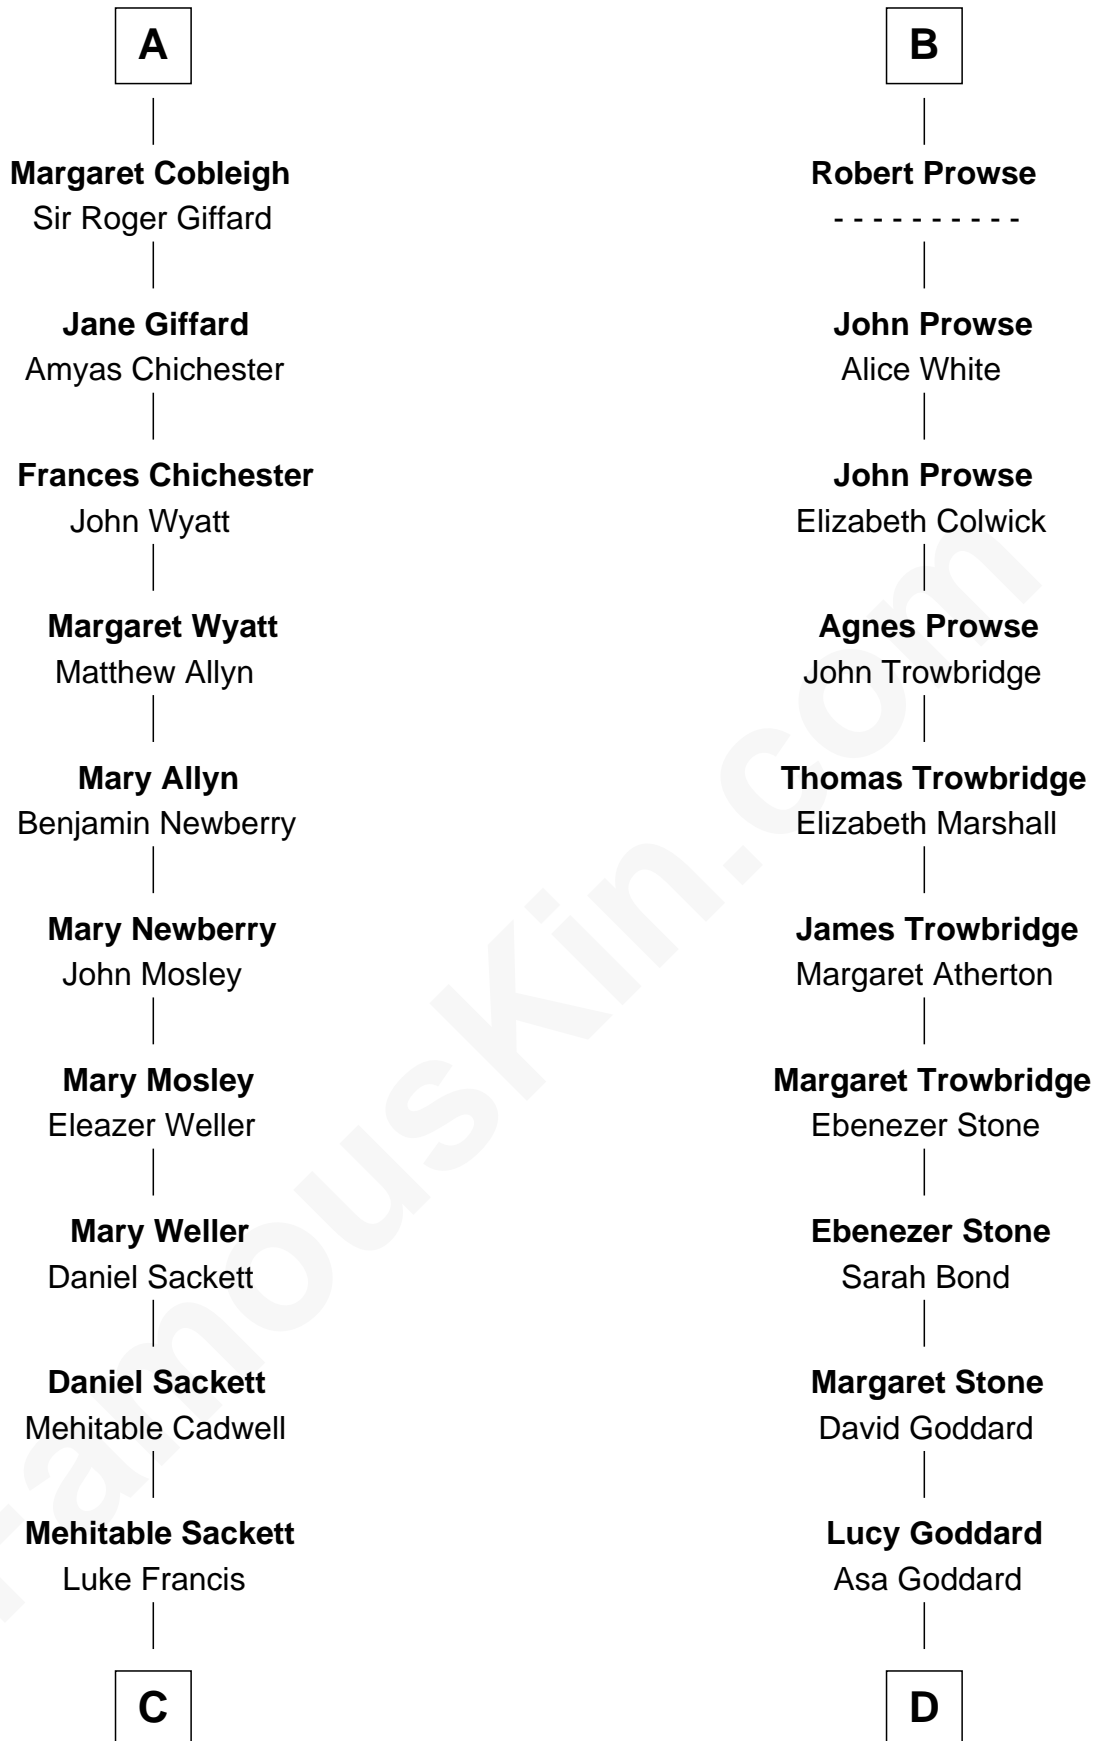 A
Margaret Cobleigh
Sir Roger Giffard
Jane Giffard
Amyas Chichester
Frances Chichester
John Wyatt
Margaret Wyatt
Matthew Allyn
Mary Allyn
Benjamin Newberry
Mary Newberry
John Mosley
Mary Mosley
Eleazer Weller
Mary Weller
Daniel Sackett
Daniel Sackett
Mehitable Cadwell
Mehitable Sackett
Luke Francis
C
B
Robert Prowse
- - - - - - - - - -
John Prowse
Alice White
John Prowse
Elizabeth Colwick
Agnes Prowse
John Trowbridge
Thomas Trowbridge
Elizabeth Marshall
James Trowbridge
Margaret Atherton
Margaret Trowbridge
Ebenezer Stone
Ebenezer Stone
Sarah Bond
Margaret Stone
David Goddard
Lucy Goddard
Asa Goddard
D
FamousKin.com